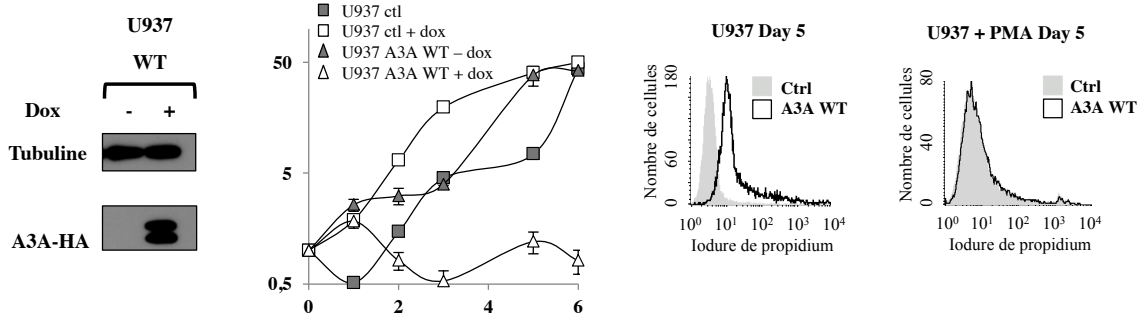 U937
WT
Dox - +
Tubuline
A3A-HA
U937 ctl
U937 ctl + dox
U937 A3A WT – dox
U937 A3A WT + dox
50
5
0,5
0 2 4 6
U937 Day 5
Nombre de cellules
180
60
0
Ctrl
A3A WT
10⁰ 10¹ 10² 10³ 10⁴
Iodure de propidium
U937 + PMA Day 5
Nombre de cellules
80
40
0
Ctrl
A3A WT
10⁰ 10¹ 10² 10³ 10⁴
Iodure de propidium